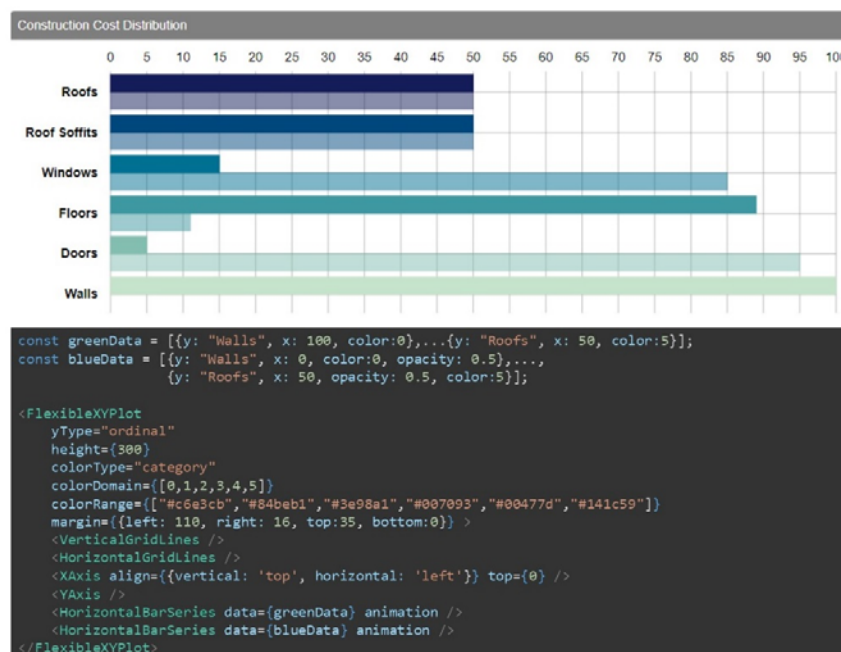 Construction Cost Distribution
0 5 10 15 20 25 30 35 40 45 50 55 60 65 70 75 80 85 90 95 100
Roofs
Roof Soffits
Windows
Floors
Doors
Walls
const greenData = [{y: "Walls", x: 100, color:0},...{y: "Roofs", x: 50, color:5}];
const blueData = [{y: "Walls", x: 0, color:0, opacity: 0.5},...,
{y: "Roofs", x: 50, opacity: 0.5, color:5}];
<FlexibleXYPlot
yType="ordinal"
height={300}
colorType="category"
colorDomain={[0,1,2,3,4,5]}
colorRange={["#c6e3cb","#84beb1","#3e98a1","#007093","#00477d","#141c59"]}
margin={{left: 110, right: 16, top:35, bottom:0}} >
<VerticalGridLines />
<HorizontalGridLines />
<XAxis align={{vertical: 'top', horizontal: 'left'}} top={0} />
<YAxis />
<HorizontalBarSeries data={greenData} animation />
<HorizontalBarSeries data={blueData} animation />
</FlexibleXYPlot>